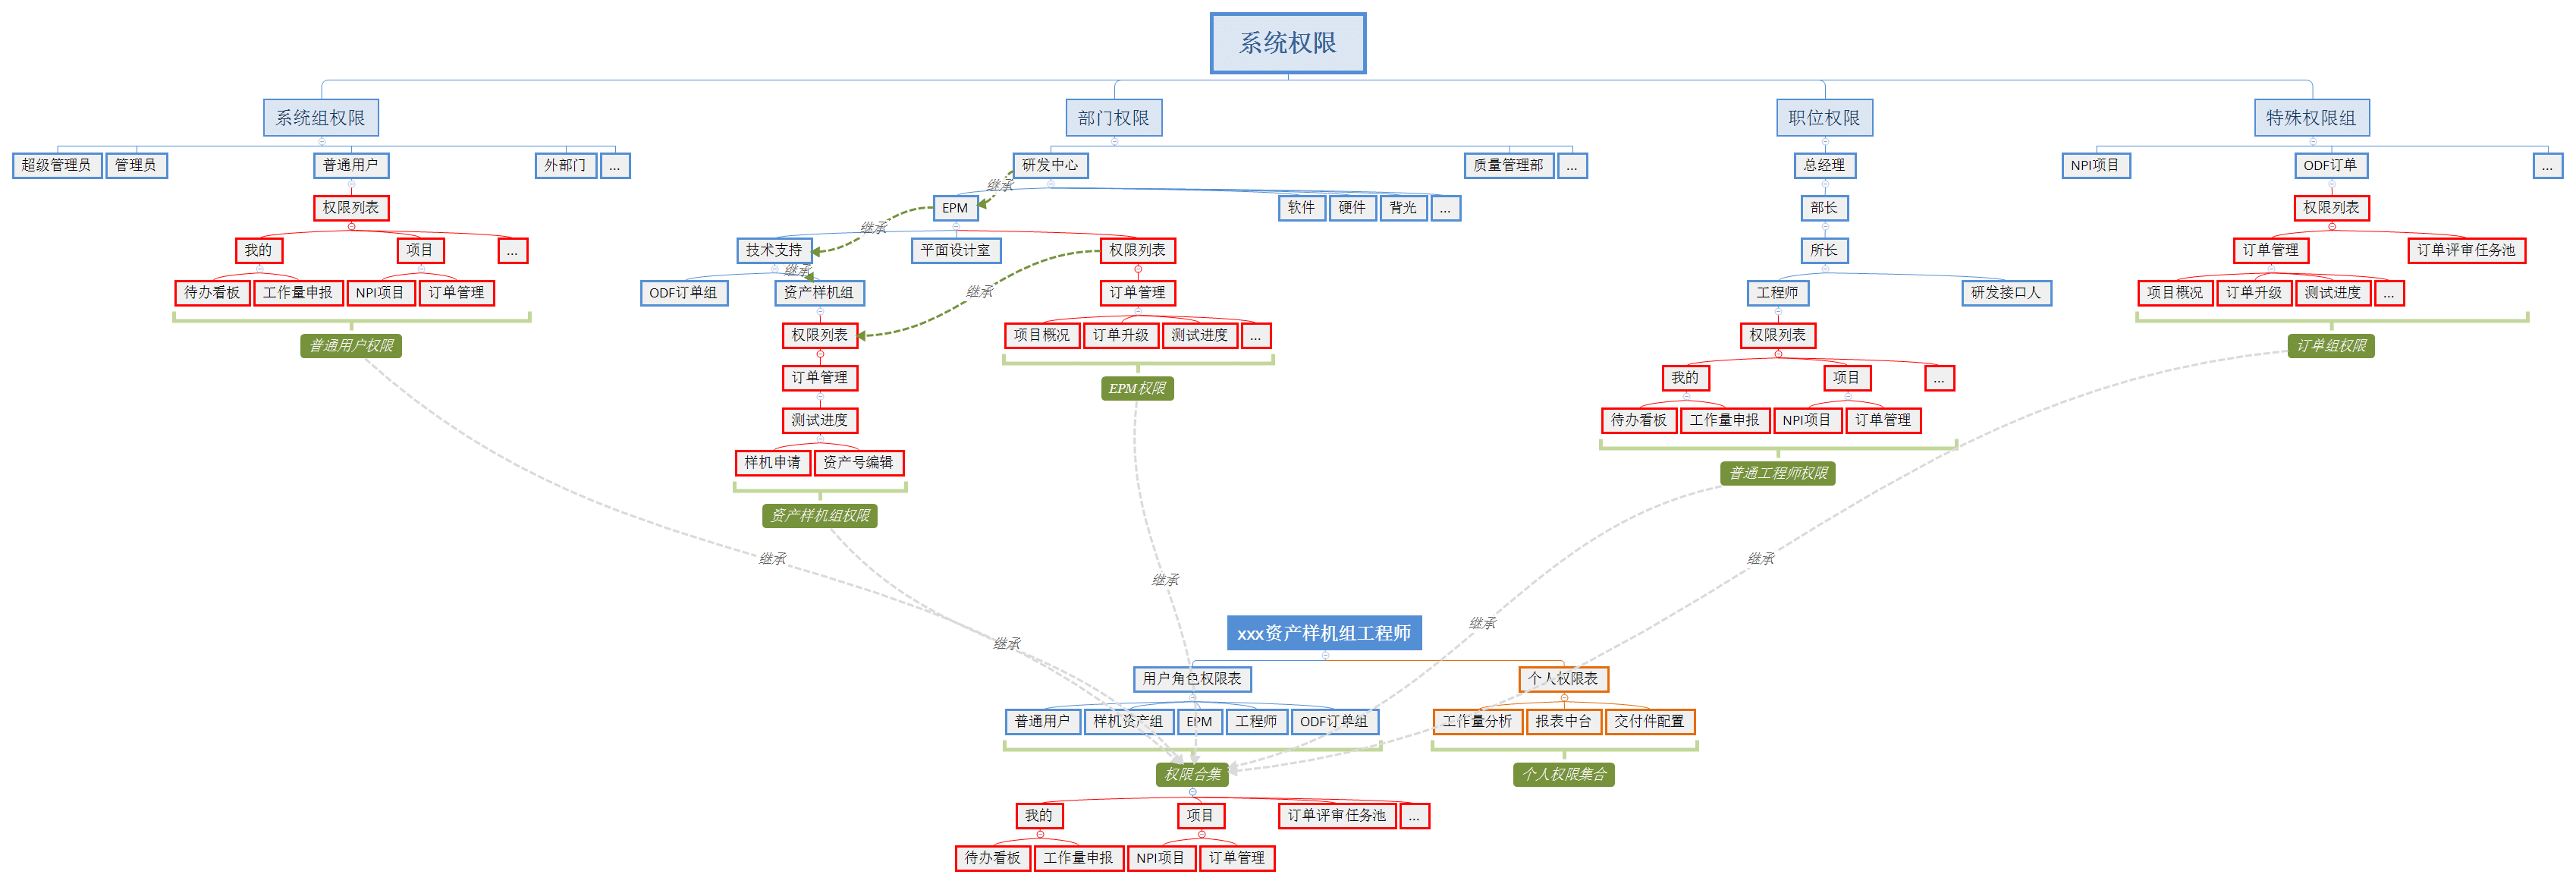 系统权限
系统组权限
部门权限
职位权限
特殊权限组
超级管理员
管理员
普通用户
外部门
...
研发中心
质量管理部
...
总经理
NPI项目
ODF订单
...
继承
权限列表
EPM
软件
硬件
背光
...
部长
权限列表
继承
我的
项目
...
技术支持
平面设计室
权限列表
所长
订单管理
订单评审任务池
继承
待办看板
工作量申报
NPI项目
订单管理
ODF订单组
资产样机组
继承
订单管理
工程师
研发接口人
项目概况
订单升级
测试进度
...
普通用户权限
权限列表
项目概况
订单升级
测试进度
...
权限列表
订单组权限
订单管理
EPM权限
我的
项目
...
测试进度
待办看板
工作量申报
NPI项目
订单管理
样机申请
资产号编辑
普通工程师权限
资产样机组权限
继承
继承
继承
继承
继承
xxx资产样机组工程师
用户角色权限表
个人权限表
普通用户
样机资产组
EPM
工程师
ODF订单组
工作量分析
报表中台
交付件配置
权限合集
个人权限集合
我的
项目
订单评审任务池
...
待办看板
工作量申报
NPI项目
订单管理